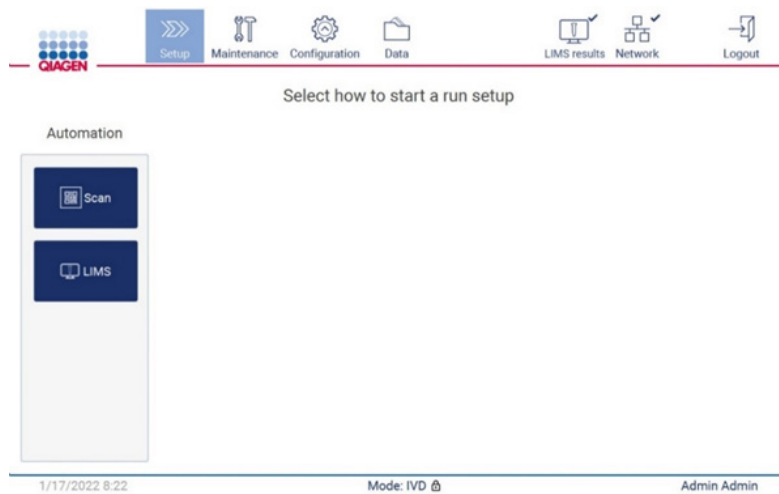 QIAGEN
Setup
Maintenance
Configuration
Data
LIMS results
Network
Logout
Select how to start a run setup
Automation
Scan
LIMS
1/17/2022 8:22
Mode: IVD
Admin Admin